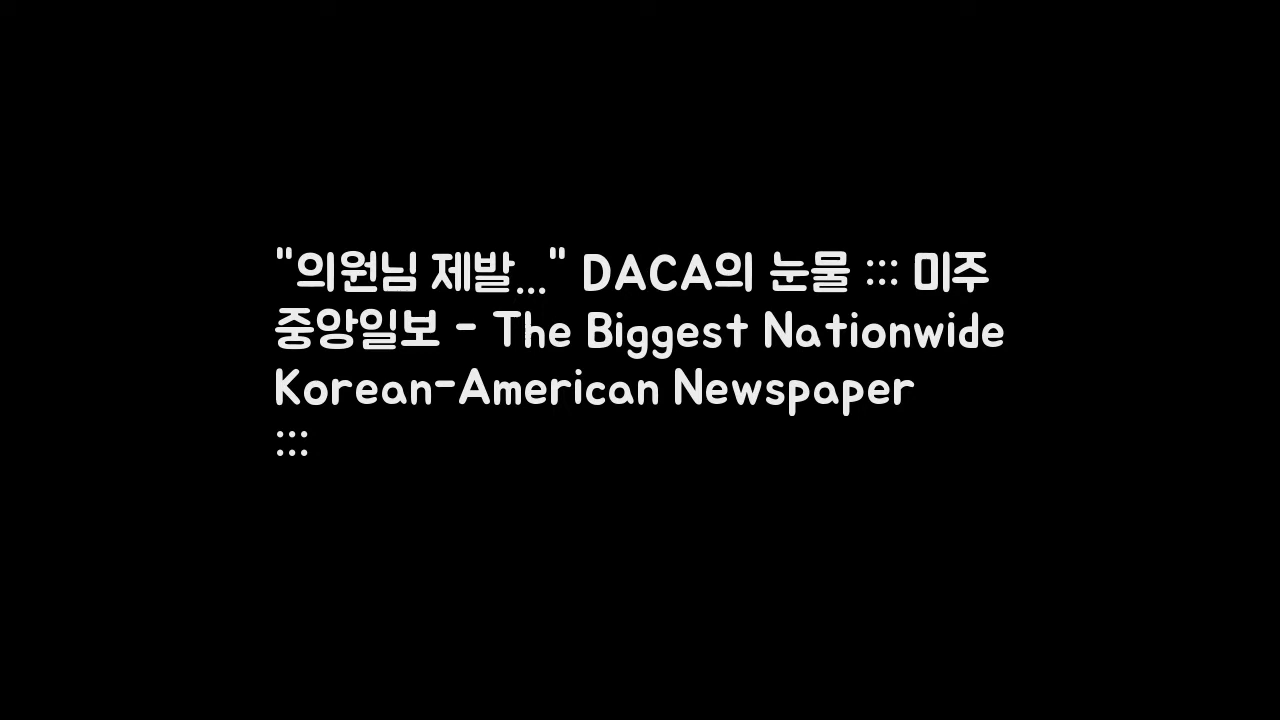 "의원님 제발..." DACA의 눈물 ::: 미주
중앙일보 - The Biggest Nationwide
Korean-American Newspaper
:::